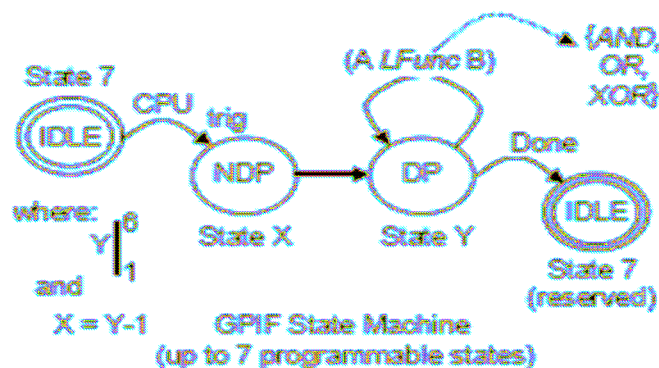 State 7
IDLE
CPU
trig
NDP
State X
(A LFunc B)
{AND,
OR,
XOR}
DP
State Y
Done
IDLE
State 7
(reserved)
where:
Y
6
1
and
X = Y-1
GPIF State Machine
(up to 7 programmable states)